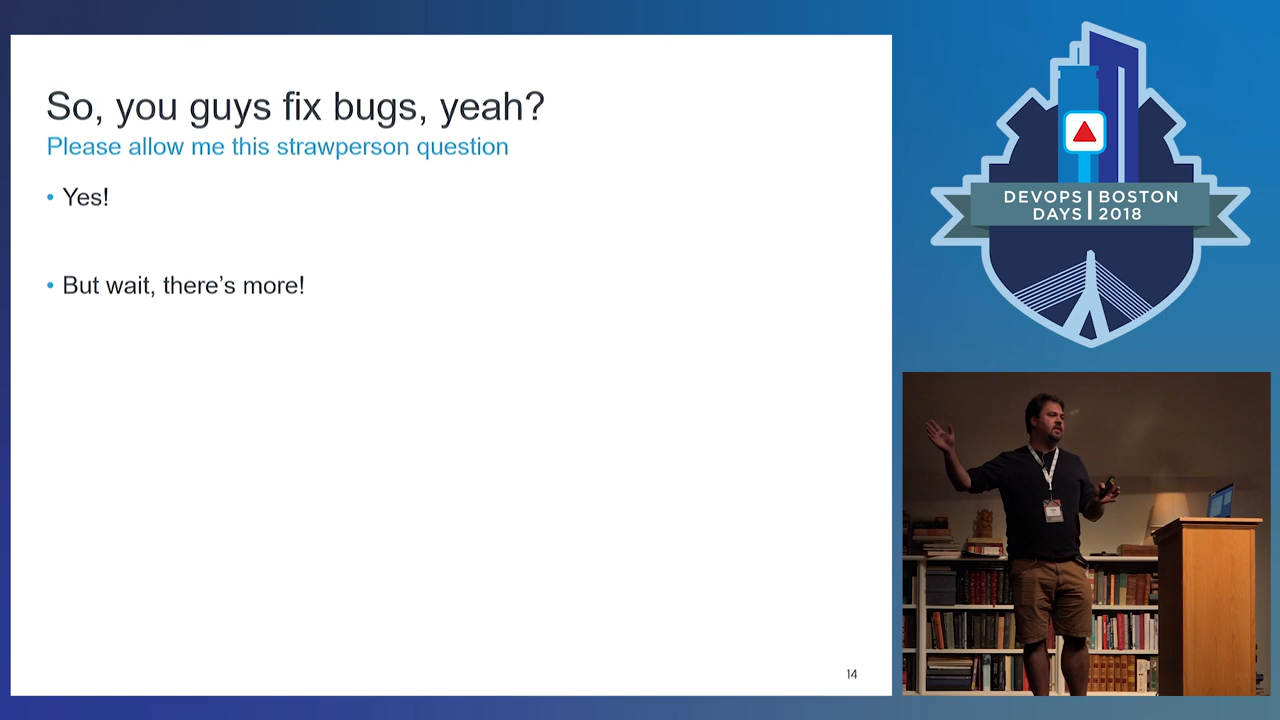 So, you guys fix bugs, yeah?
Please allow me this strawperson question
• Yes!
• But wait, there’s more!
14
DEVOPS DAYS | BOSTON 2018